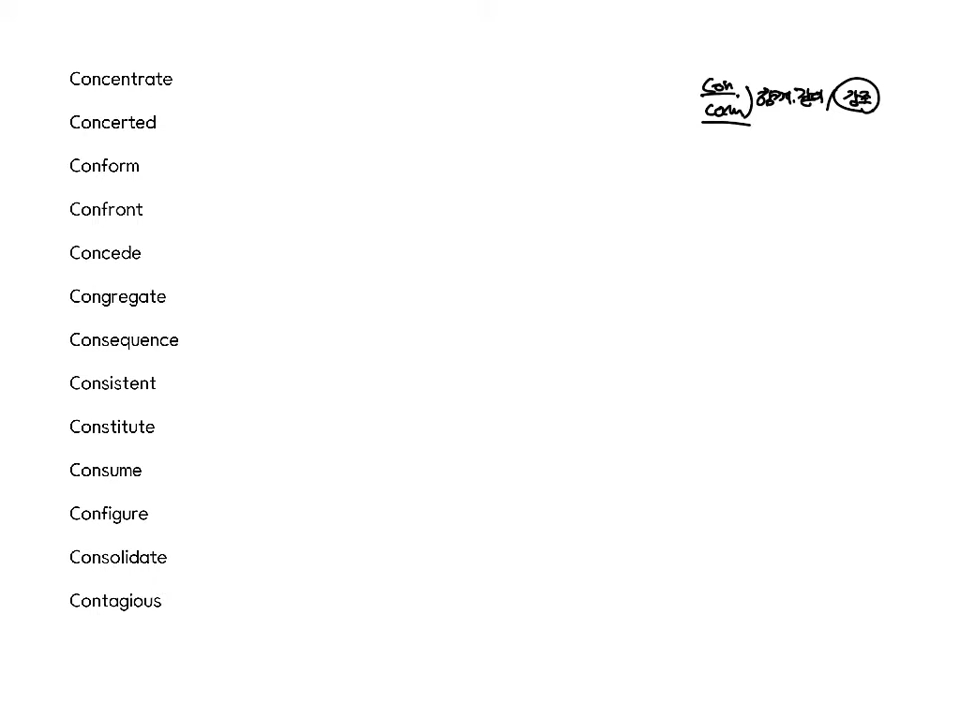 Concentrate
Concerted
Conform
Confront
Concede
Congregate
Consequence
Consistent
Constitute
Consume
Configure
Consolidate
Contagious
Con
com ) 함께. / 강조